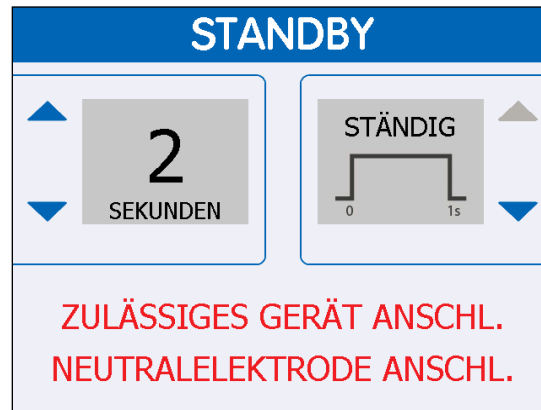 STANDBY
2
SEKUNDEN
STÄNDIG
0 1s
ZULÄSSIGES GERÄT ANSCHL.
NEUTRALELEKTRODE ANSCHL.